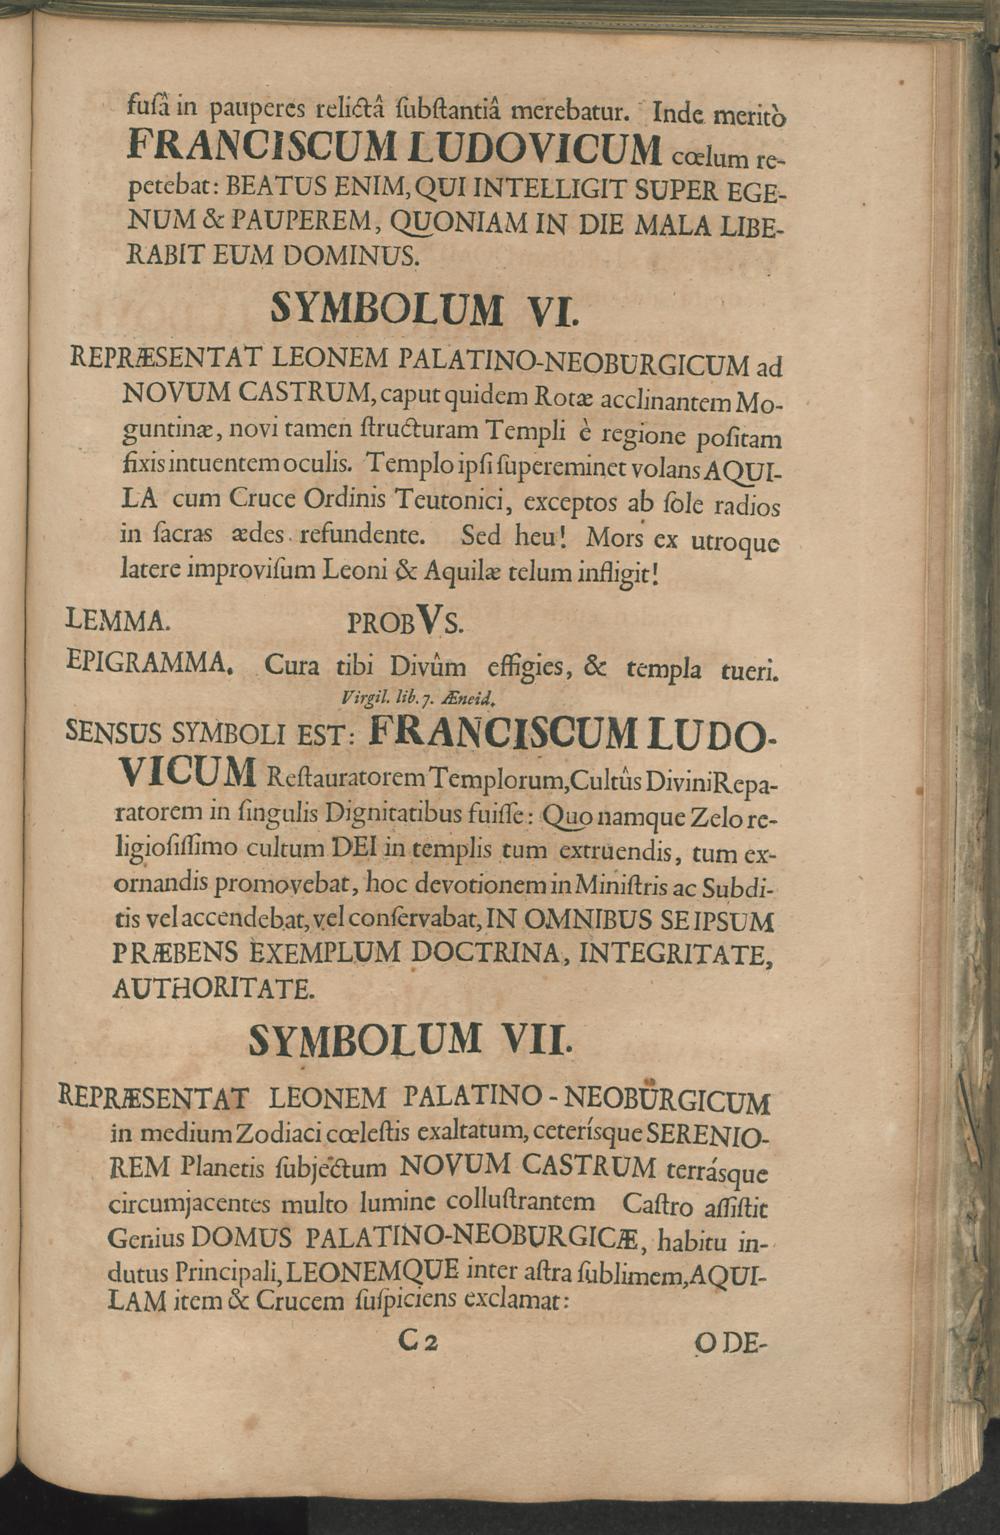 fuſâ in pauperes relictâ ſubſtantiâ merebatur. Inde meritò
FRANCISCUM LUDOVICUM cœlum re-
petebat: BEATUS ENIM, QUI INTELLIGIT SUPER EGE-
NUM & PAUPEREM, QUONIAM IN DIE MALA LIBE-
RABIT EUM DOMINUS.
SYMBOLUM VI.
REPRÆSENTAT LEONEM PALATINO-NEOBURGICUM ad
NOVUM CASTRUM, caput quidem Rotæ acclinantem Mo-
guntinæ, novi tamen ſtructuram Templi è regione poſitam
fixis intuentem oculis. Templo ipſi ſupereminet volans AQUI-
LA cum Cruce Ordinis Teutonici, exceptos ab ſole radios
in ſacras ædes refundente. Sed heu! Mors ex utroque
latere improviſum Leoni & Aquilæ telum infligit!
LEMMA. PROBVS.
EPIGRAMMA. Cura tibi Divûm effigies, & templa tueri.
Virgil. lib. 7. Æneid.
SENSUS SYMBOLI EST: FRANCISCUM LUDO-
VICUM Reſtauratorem Templorum, Cultûs Divini Repa-
ratorem in ſingulis Dignitatibus fuiſſe: Quo namque Zelo re-
ligioſiſſimo cultum DEI in templis tum extruendis, tum ex-
ornandis promovebat, hoc devotionem in Miniſtris ac Subdi-
tis vel accendebat, vel conſervabat, IN OMNIBUS SE IPSUM
PRÆBENS EXEMPLUM DOCTRINA, INTEGRITATE,
AUTHORITATE.
SYMBOLUM VII.
REPRÆSENTAT LEONEM PALATINO-NEOBURGICUM
in medium Zodiaci cœleſtis exaltatum, ceterísque SERENIO-
REM Planetis ſubjectum NOVUM CASTRUM terrásque
circumjacentes multo lumine colluſtrantem Caſtro aſſiſtit
Genius DOMUS PALATINO-NEOBURGICÆ, habitu in-
dutus Principali, LEONEMQUE inter aſtra ſublimem, AQUI-
LAM item & Crucem ſuſpiciens exclamat:
C 2 O DE-